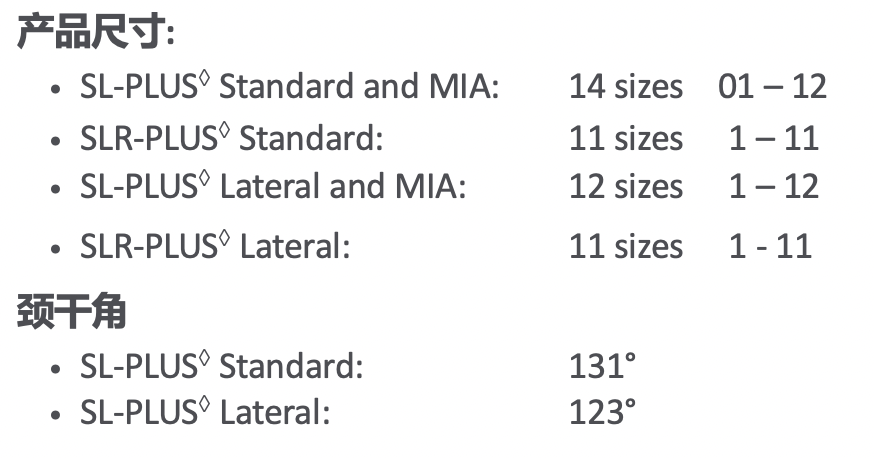 产品尺寸:
• SL-PLUS◊ Standard and MIA: 14 sizes 01 – 12
• SLR-PLUS◊ Standard: 11 sizes 1 – 11
• SL-PLUS◊ Lateral and MIA: 12 sizes 1 – 12
• SLR-PLUS◊ Lateral: 11 sizes 1 - 11
颈干角
• SL-PLUS◊ Standard: 131°
• SL-PLUS◊ Lateral: 123°